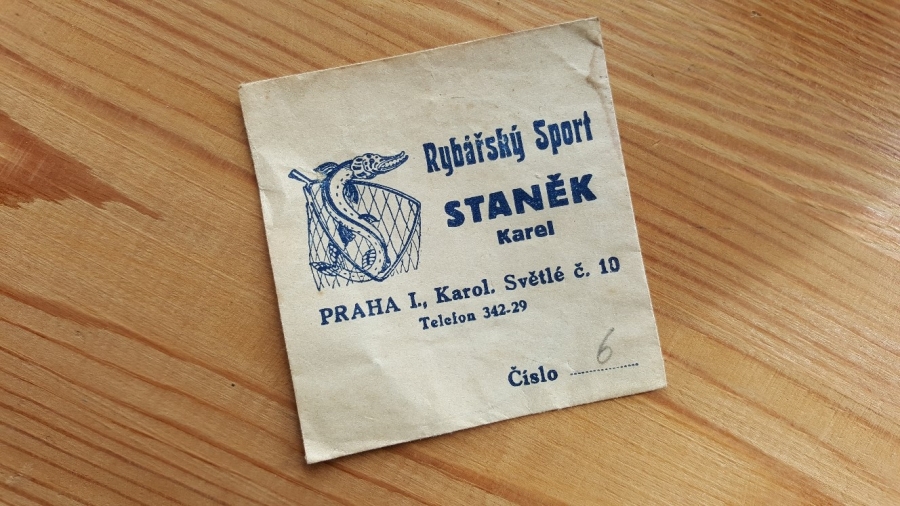 Rybářský Sport
STANĚK
Karel
PRAHA I., Karol. Světlé č. 10
Telefon 342-29
Číslo 6